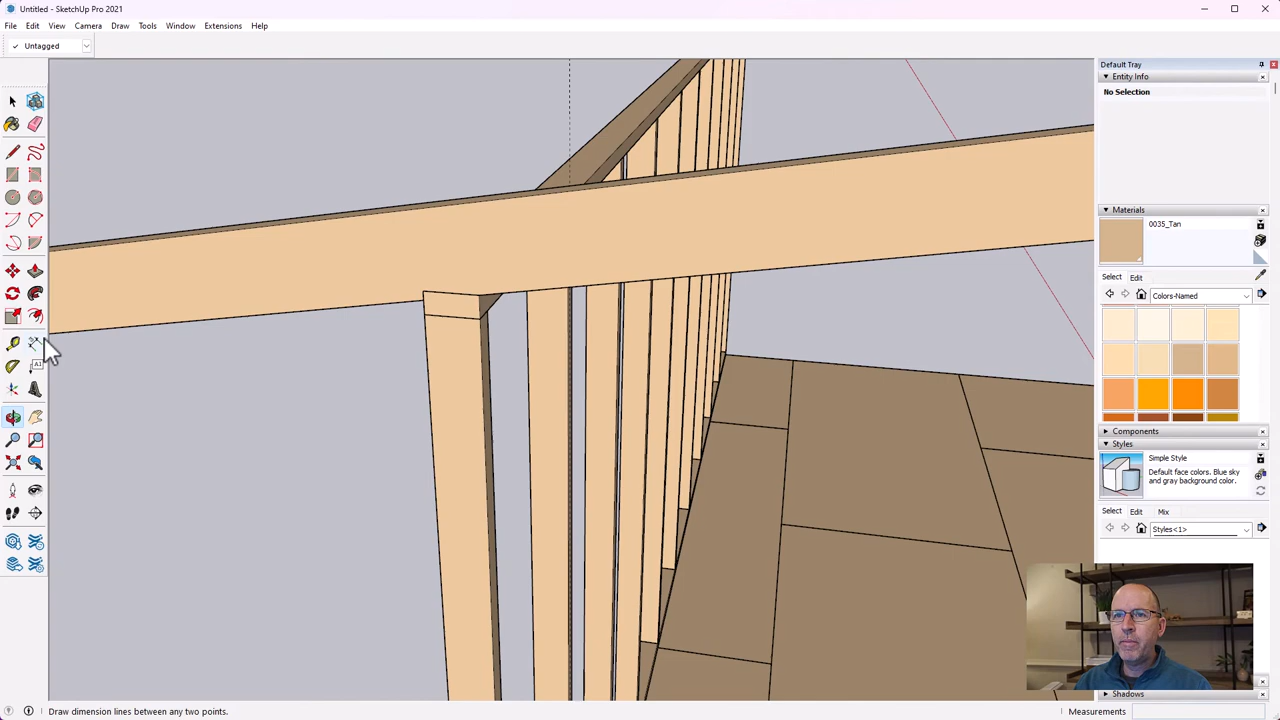 Untitled - SketchUp Pro 2021
File Edit View Camera Draw Tools Window Extensions Help
✓ Untagged
Default Tray
Entity Info
No Selection
Materials
0035_Tan
Select Edit
Colors-Named
A1
Components
Styles
Simple Style
Default face colors. Blue sky
and gray background color.
Select Edit Mix
Styles<1>
Shadows
Draw dimension lines between any two points.
Measurements